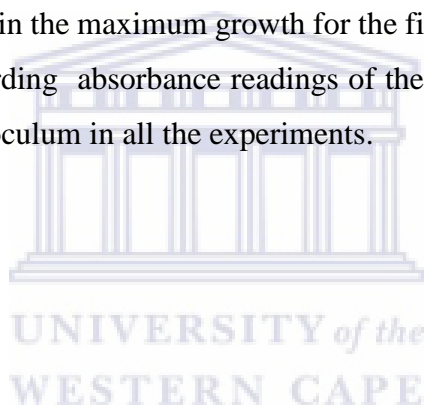 in the maximum growth for the fi
rding absorbance readings of the
oculum in all the experiments.
UNIVERSITY of the
WESTERN CAPE